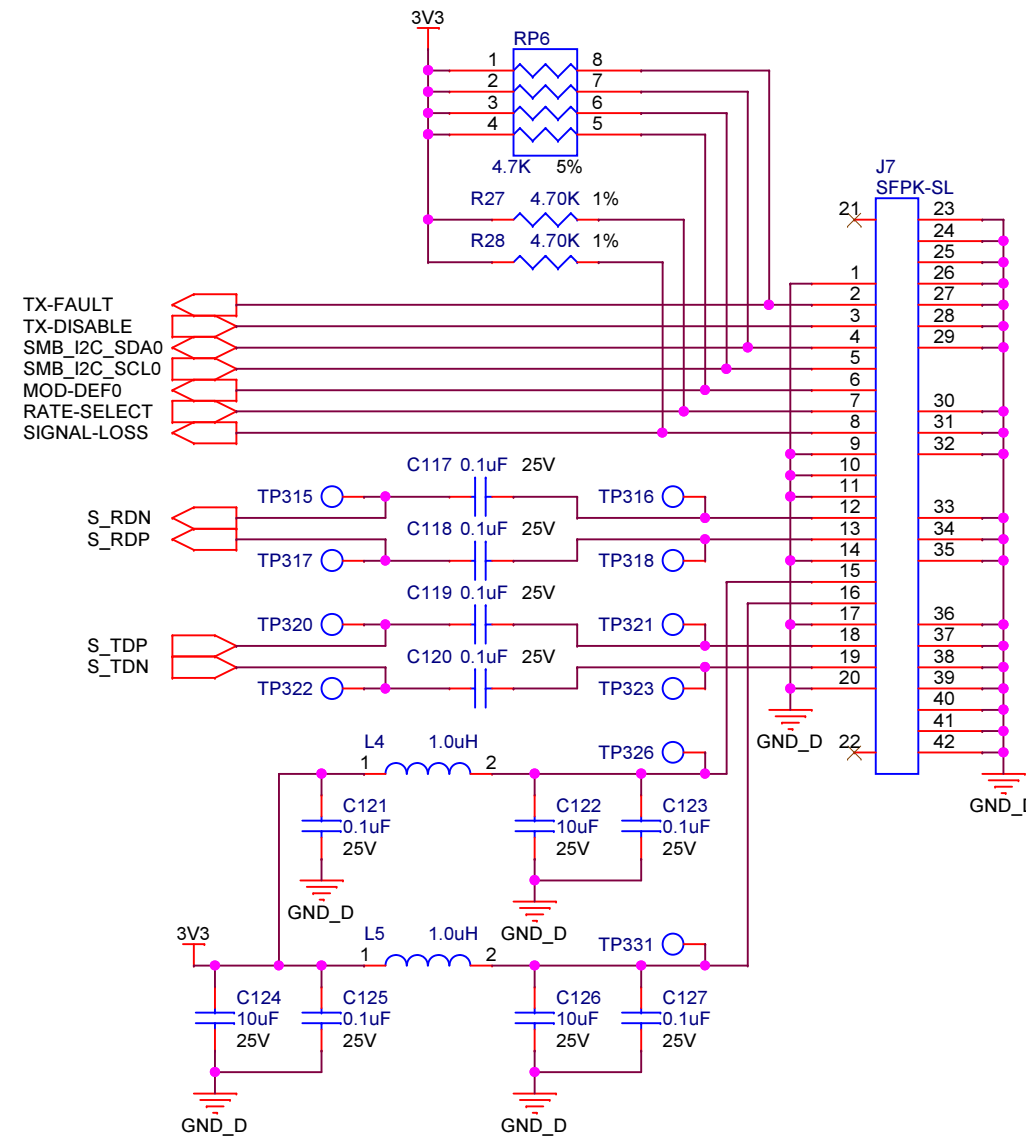 3V3
RP6
1 8
2 7
3 6
4 5
4.7K 5%
R27 4.70K 1%
R28 4.70K 1%
J7
SFPK-SL
21 23
24
25
1 26
TX-FAULT 2 27
TX-DISABLE 3 28
SMB_I2C_SDA0 4 29
SMB_I2C_SCL0 5
MOD-DEF0 6
RATE-SELECT 7 30
SIGNAL-LOSS 8 31
9 32
C117 0.1uF 25V
10
TP315 TP316 11
S_RDN 12 33
C118 0.1uF 25V
S_RDP 13 34
TP317 TP318 14 35
C119 0.1uF 25V
15
16
TP320 TP321 17 36
S_TDP 18 37
C120 0.1uF 25V
S_TDN 19 38
TP322 TP323 20 39
40
41
GND_D 22 42
L4 1.0uH
TP326
1 2
GND_D
C121 C122 C123
0.1uF 10uF 0.1uF
25V 25V 25V
GND_D
GND_D
3V3
L5 1.0uH
TP331
1 2
C124 C125 C126 C127
10uF 0.1uF 10uF 0.1uF
25V 25V 25V 25V
GND_D GND_D